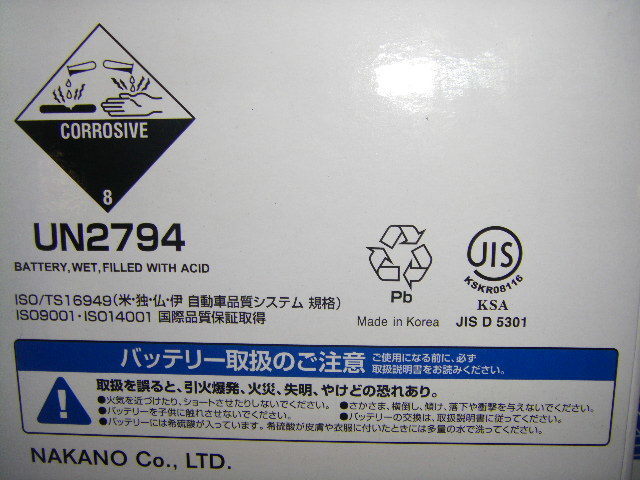 CORROSIVE
8
UN2794
BATTERY, WET, FILLED WITH ACID
Pb
Made in Korea
JIS
KSKR08116
KSA
JIS D 5301
ISO/TS16949(米・独・仏・伊 自動車品質システム 規格)
ISO9001・ISO14001 国際品質保証取得
バッテリー取扱のご注意
ご使用になる前に、必ず
取扱説明書をお読みください。
取扱を誤ると、引火爆発、火災、失明、やけどの恐れあり。
●火気を近づけたり、ショートさせたりしないでください。 ●さかさま、横倒し、傾け、落下や衝撃を与えないでください。
●バッテリーを子供に触れさせないでください。 ●バッテリーの交換は、取扱説明書に従ってください。
●バッテリーには希硫酸が入っています。希硫酸が皮膚や衣服に付いたときには多量の水で洗ってください。
NAKANO Co., LTD.